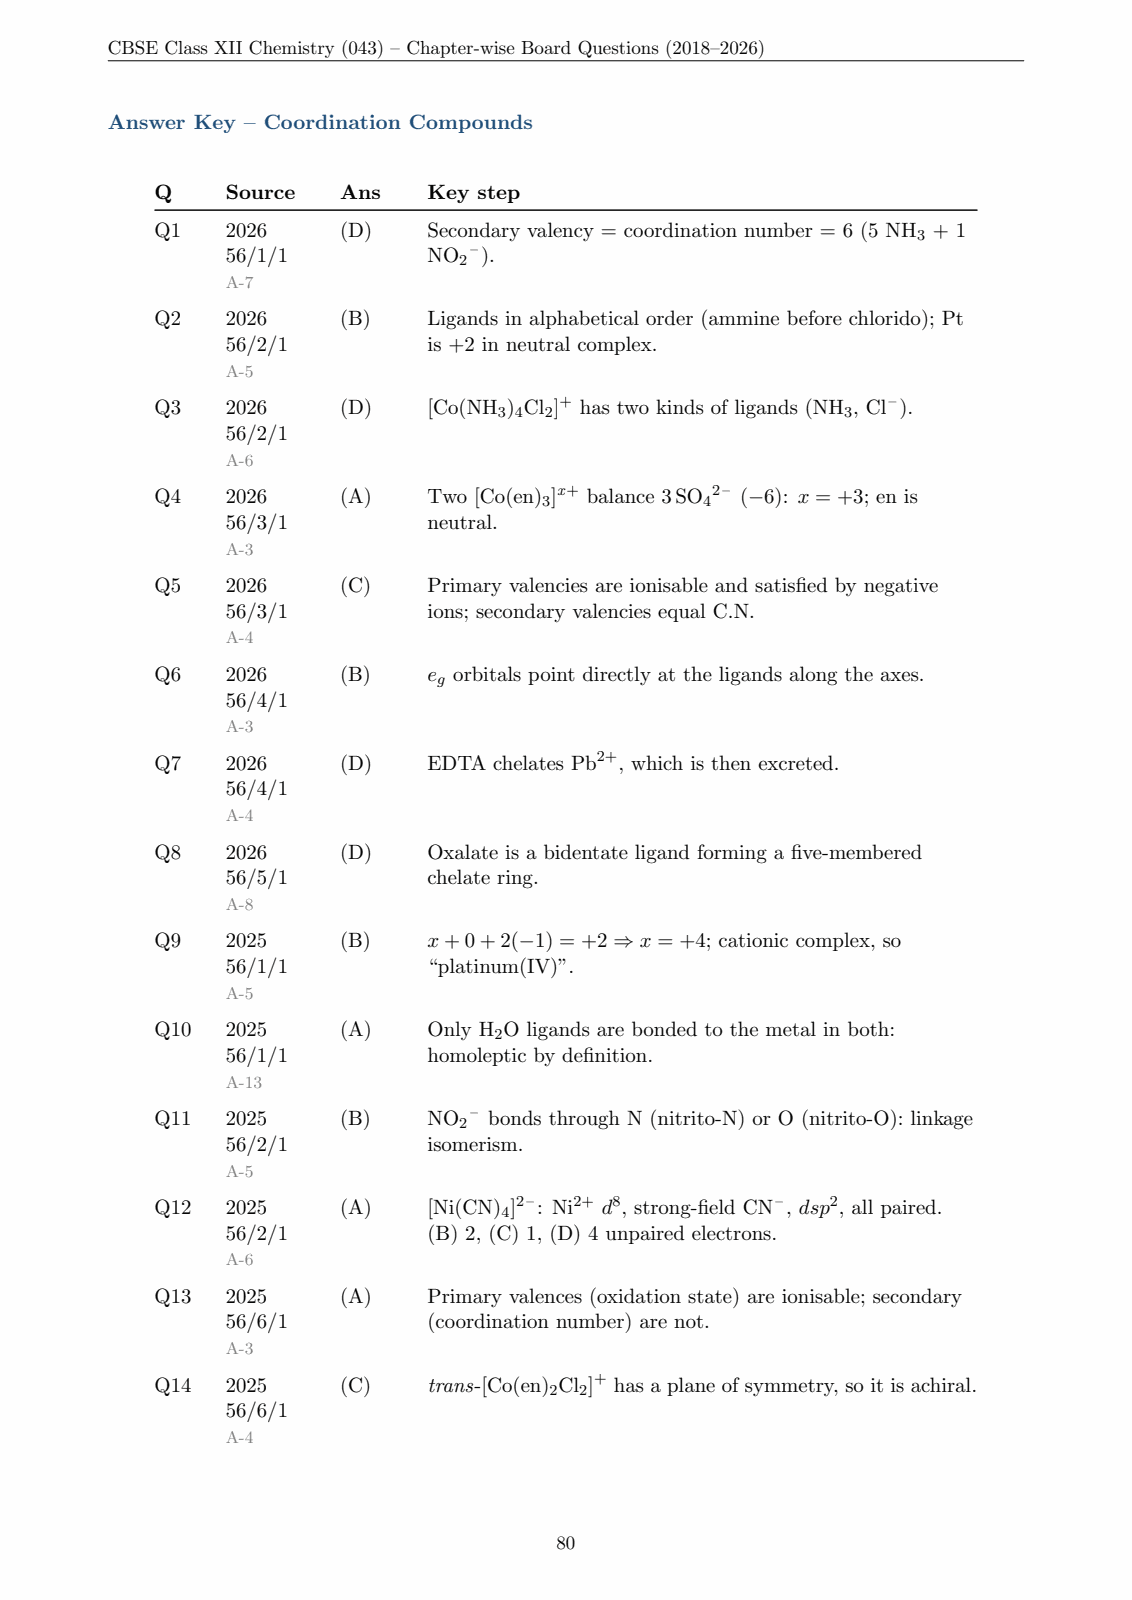 CBSE Class XII Chemistry (043) – Chapter-wise Board Questions (2018–2026)
Answer Key – Coordination Compounds
Q Source Ans Key step
Q1 2026 (D) Secondary valency = coordination number = 6 (5 NH₃ + 1
56/1/1 NO₂⁻).
A-7
Q2 2026 (B) Ligands in alphabetical order (ammine before chlorido); Pt
56/2/1 is +2 in neutral complex.
A-5
Q3 2026 (D) [Co(NH₃)₄Cl₂]⁺ has two kinds of ligands (NH₃, Cl⁻).
56/2/1
A-6
Q4 2026 (A) Two [Co(en)₃]ˣ⁺ balance 3 SO₄²⁻ (−6): x = +3; en is
56/3/1 neutral.
A-3
Q5 2026 (C) Primary valencies are ionisable and satisfied by negative
56/3/1 ions; secondary valencies equal C.N.
A-4
Q6 2026 (B) e_g orbitals point directly at the ligands along the axes.
56/4/1
A-3
Q7 2026 (D) EDTA chelates Pb²⁺, which is then excreted.
56/4/1
A-4
Q8 2026 (D) Oxalate is a bidentate ligand forming a five-membered
56/5/1 chelate ring.
A-8
Q9 2025 (B) x + 0 + 2(−1) = +2 ⇒ x = +4; cationic complex, so
56/1/1 “platinum(IV)”.
A-5
Q10 2025 (A) Only H₂O ligands are bonded to the metal in both:
56/1/1 homoleptic by definition.
A-13
Q11 2025 (B) NO₂⁻ bonds through N (nitrito-N) or O (nitrito-O): linkage
56/2/1 isomerism.
A-5
Q12 2025 (A) [Ni(CN)₄]²⁻: Ni²⁺ d⁸, strong-field CN⁻, dsp², all paired.
56/2/1 (B) 2, (C) 1, (D) 4 unpaired electrons.
A-6
Q13 2025 (A) Primary valences (oxidation state) are ionisable; secondary
56/6/1 (coordination number) are not.
A-3
Q14 2025 (C) trans-[Co(en)₂Cl₂]⁺ has a plane of symmetry, so it is achiral.
56/6/1
A-4
80